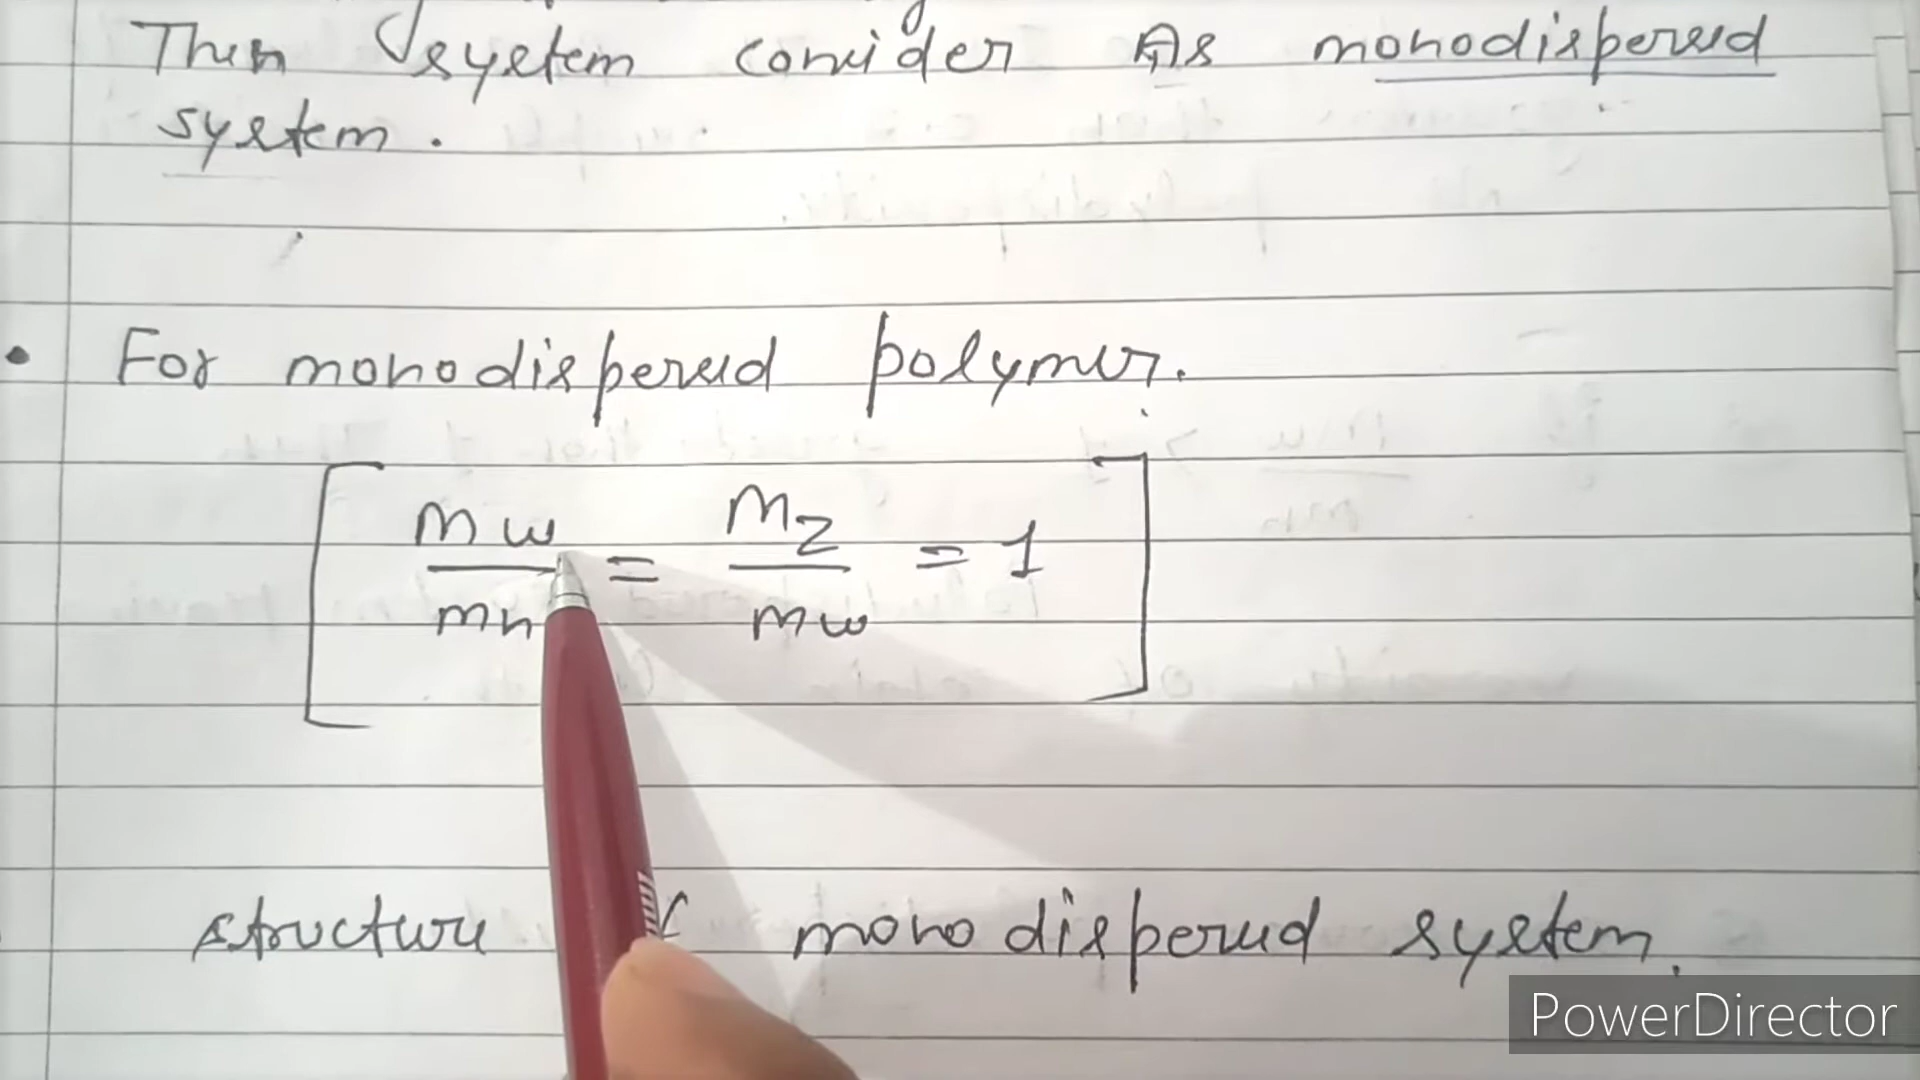 Then system consider As monodispersed
system.
• For monodispersed polymer.
Mw/mn = Mz/mw = 1
structure monodispersed system.
PowerDirector